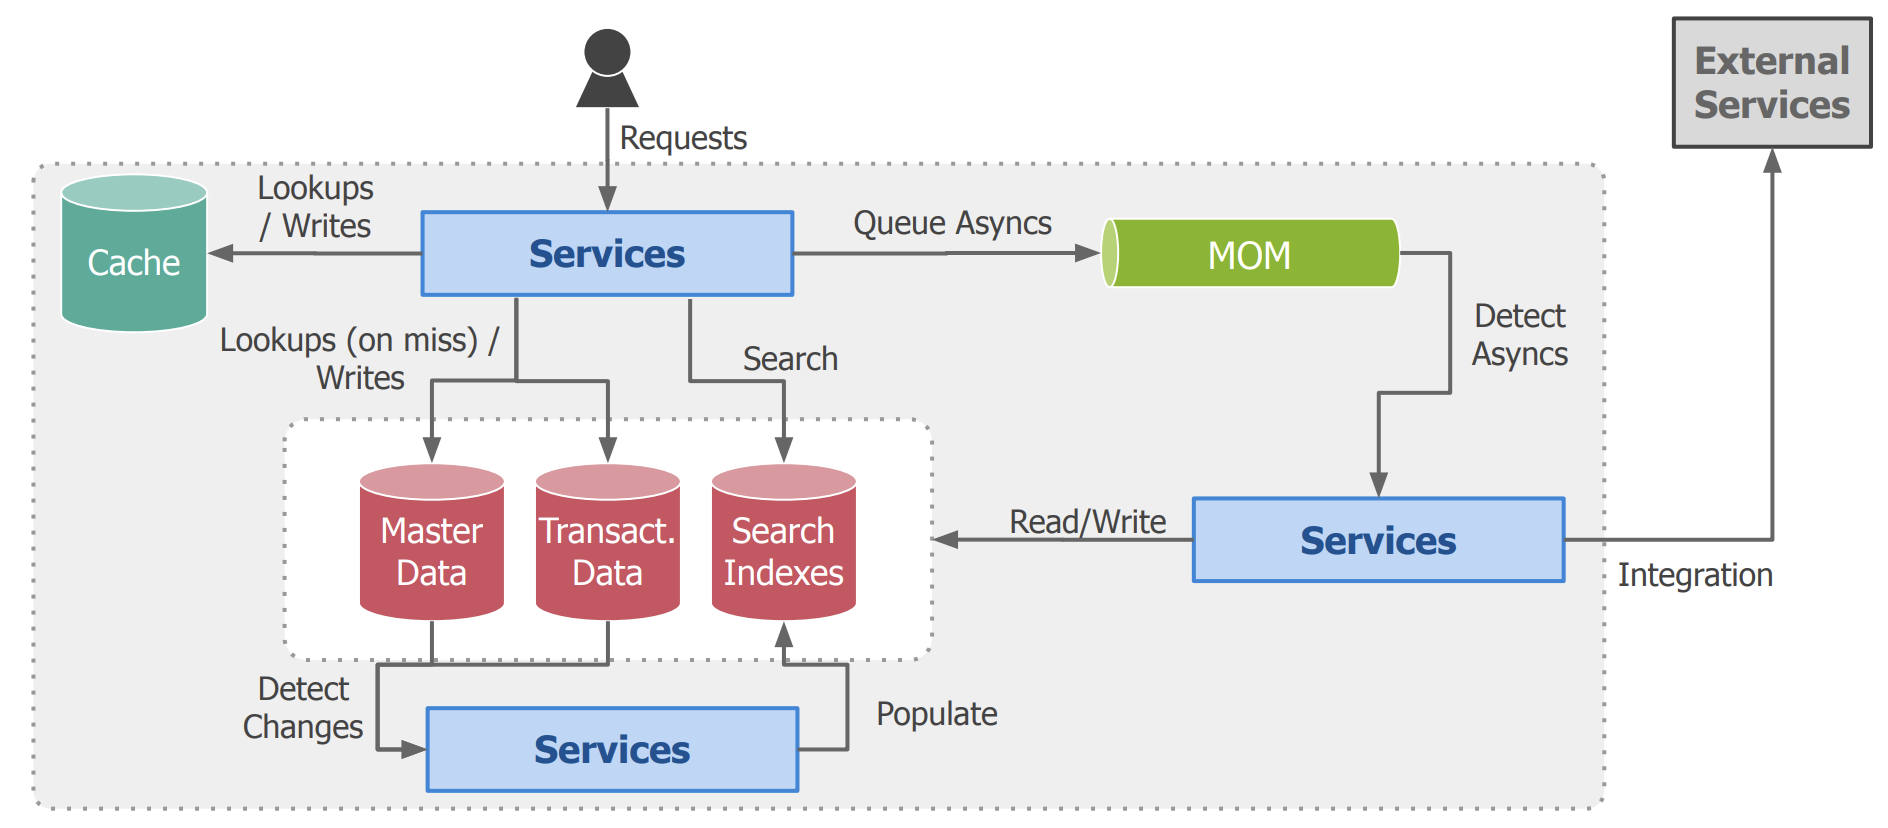 External
Services
Requests
Lookups
/ Writes
Cache
Services
Queue Asyncs
MOM
Lookups (on miss) /
Writes
Search
Detect
Asyncs
Master
Data
Transact.
Data
Search
Indexes
Read/Write
Services
Integration
Detect
Changes
Services
Populate